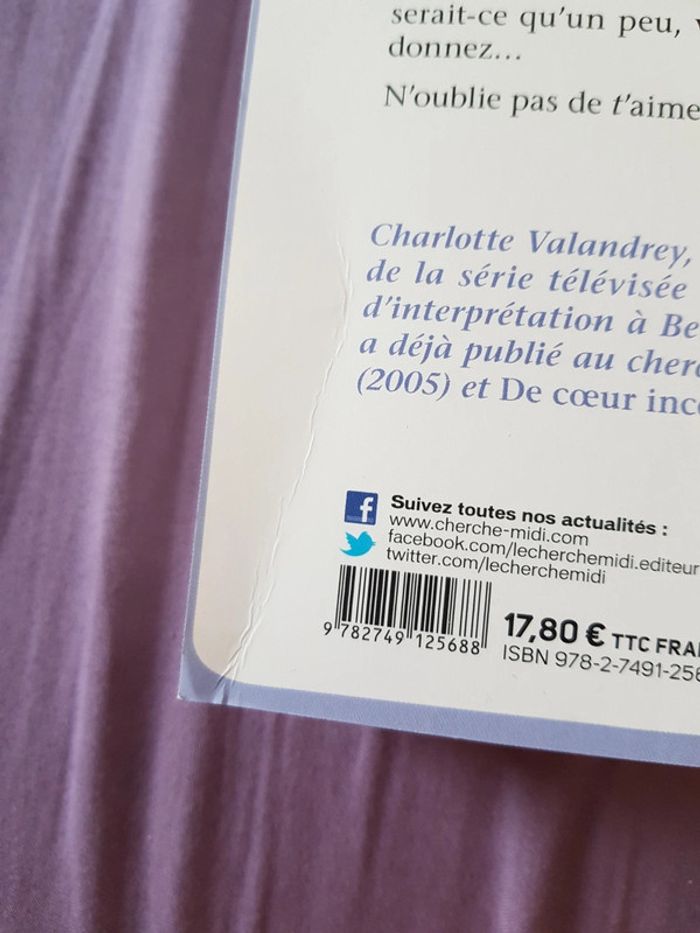 serait-ce qu'un peu,
donnez...
N'oublie pas de t'aime
Charlotte Valandrey,
de la série télévisée
d'interprétation à Be
a déjà publié au cherc
(2005) et De cœur inc
Suivez toutes nos actualités :
www.cherche-midi.com
facebook.com/lecherchemidi.editeur
twitter.com/lecherchemidi
9 782749 125688
17,80 € TTC FRA
ISBN 978-2-7491-256